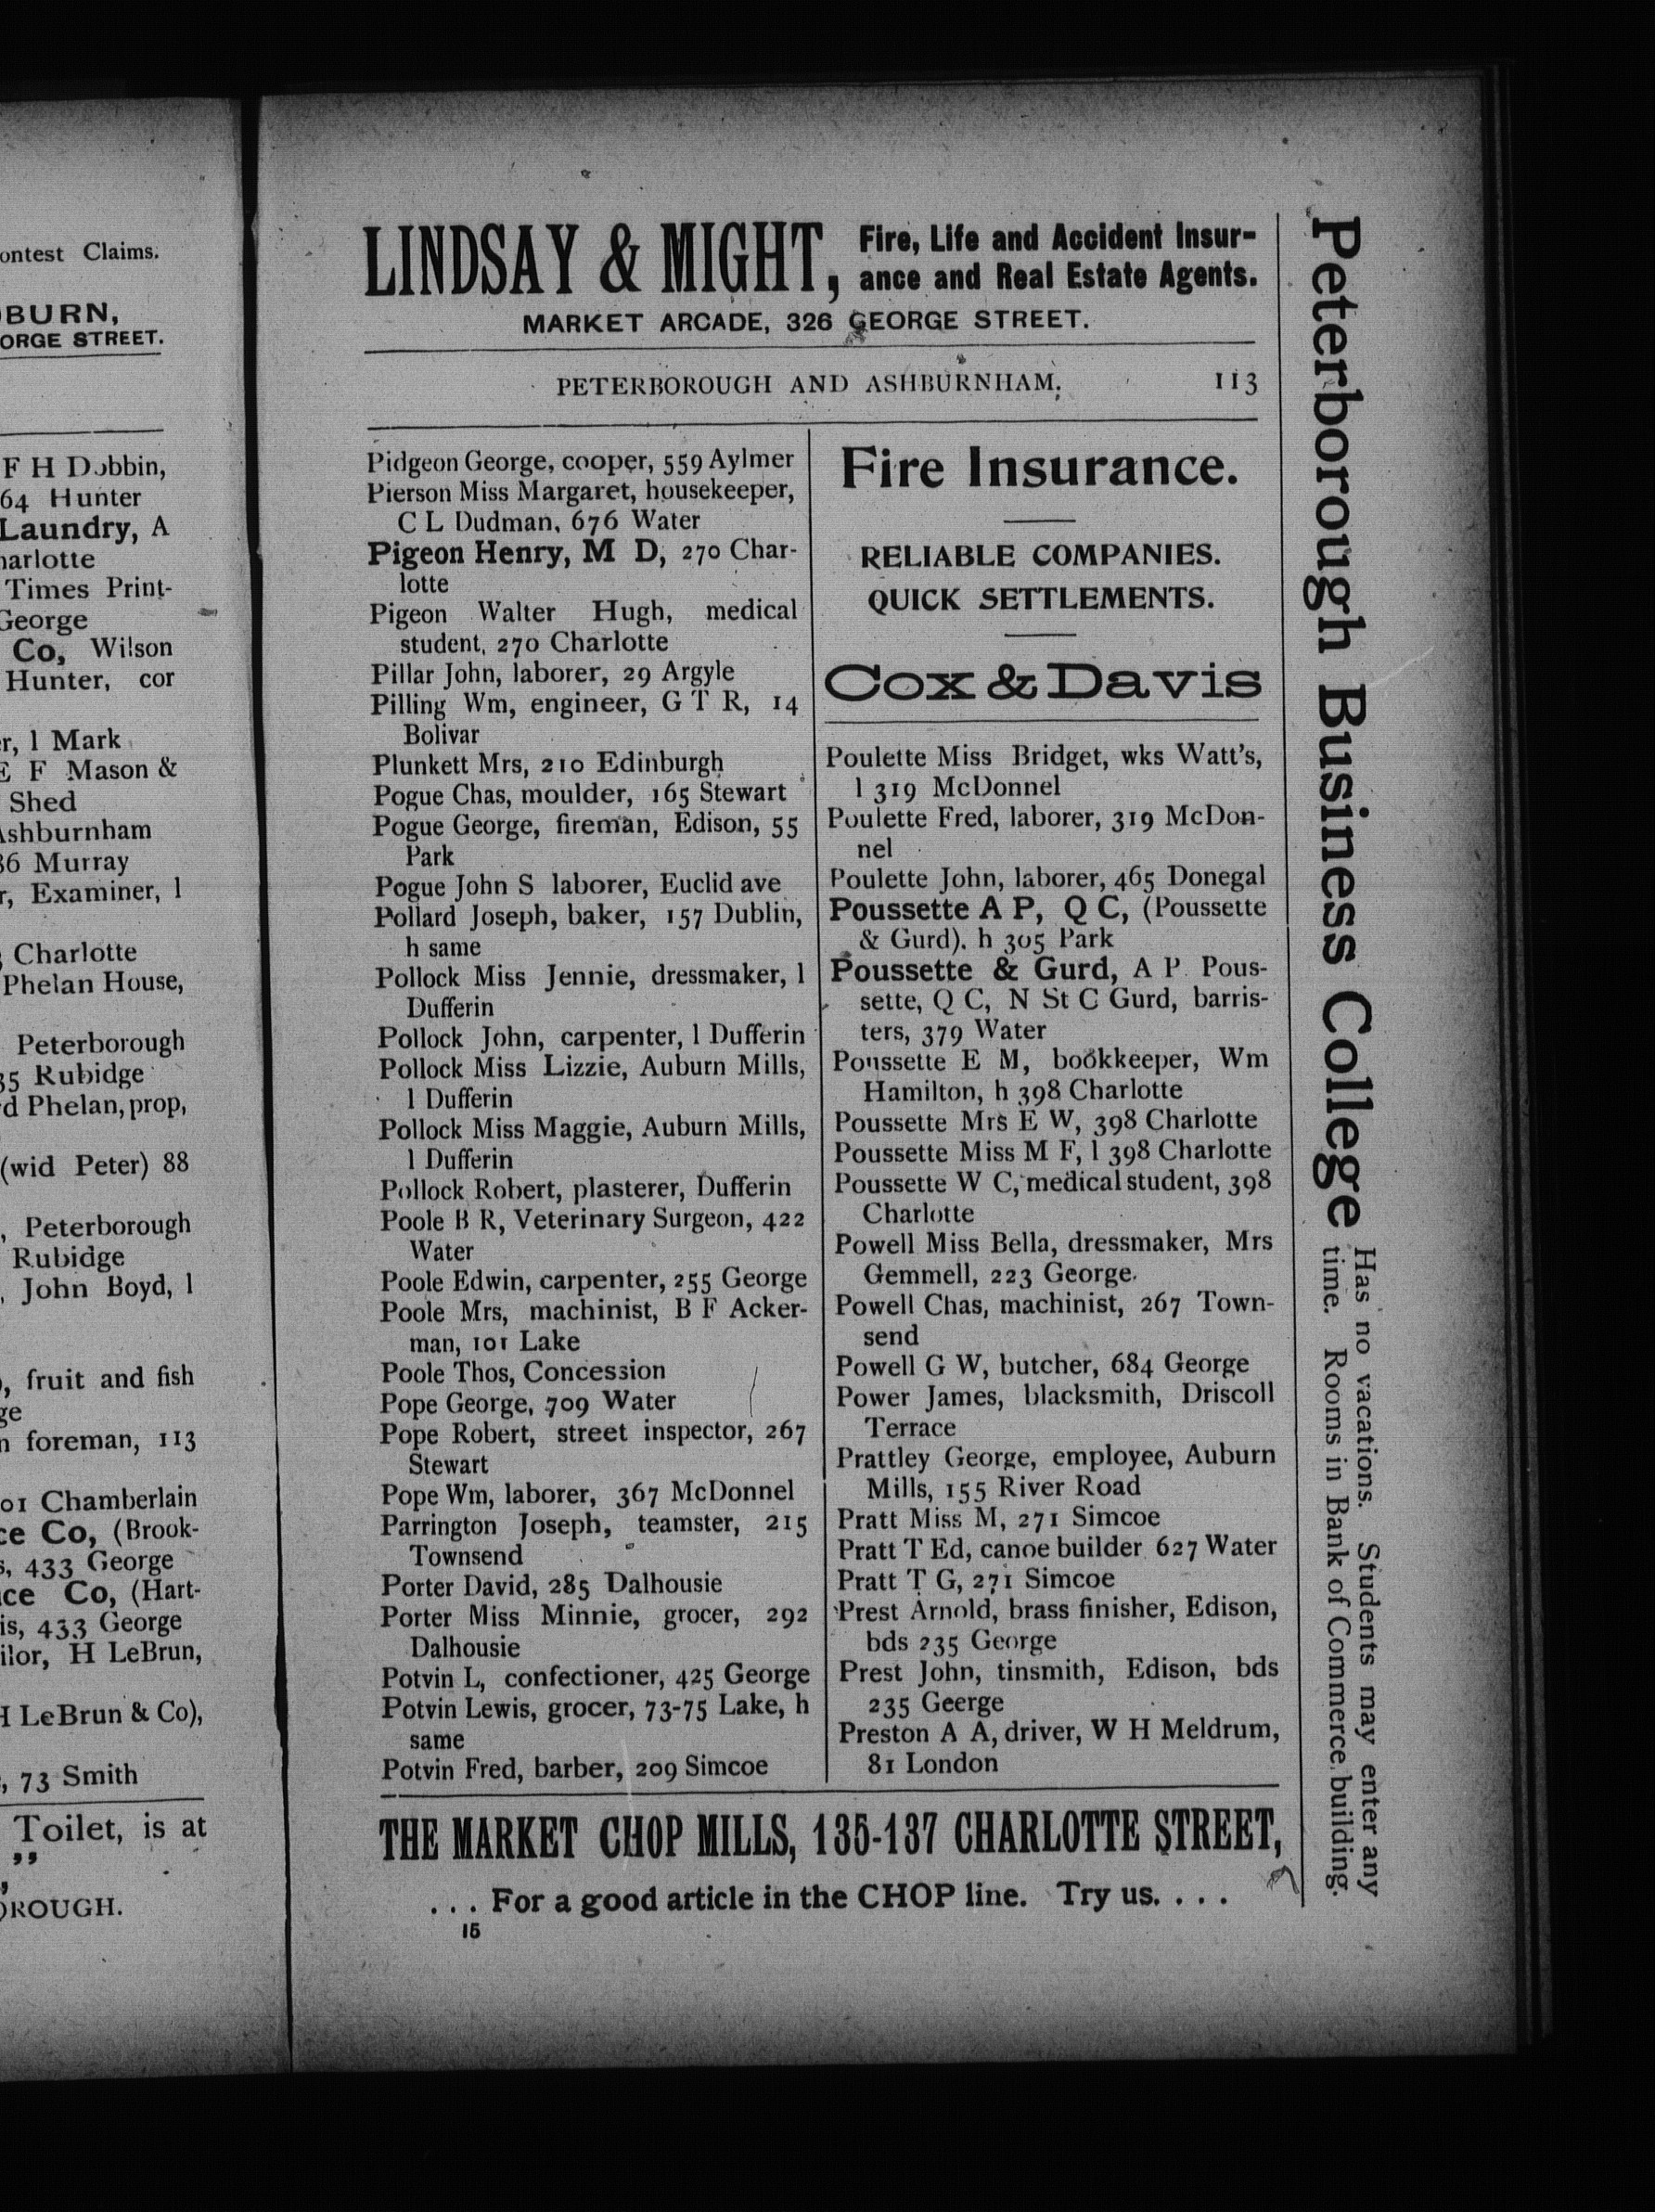 ontest Claims.
BURN,
ORGE STREET.
F H Dobbin,
64 Hunter
Laundry, A
harlotte
Times Print-
George
Co, Wilson
Hunter, cor
r, l Mark
E F Mason &
Shed
Ashburnham
86 Murray
r, Examiner, l
Charlotte
Phelan House,
Peterborough
35 Rubidge
d Phelan, prop,
(wid Peter) 88
, Peterborough
Rubidge
, John Boyd, l
, fruit and fish
ge
n foreman, 113
01 Chamberlain
ce Co, (Brook-
s, 433 George
ce Co, (Hart-
is, 433 George
ilor, H LeBrun,
H LeBrun & Co),
, 73 Smith
Toilet, is at
,,
OROUGH.
LINDSAY & MIGHT, Fire, Life and Accident Insur-
ance and Real Estate Agents.
MARKET ARCADE, 326 GEORGE STREET.
PETERBOROUGH AND ASHBURNHAM. 113
Pidgeon George, cooper, 559 Aylmer
Pierson Miss Margaret, housekeeper,
C L Dudman, 676 Water
Pigeon Henry, M D, 270 Char-
lotte
Pigeon Walter Hugh, medical
student, 270 Charlotte
Pillar John, laborer, 29 Argyle
Pilling Wm, engineer, G T R, 14
Bolivar
Plunkett Mrs, 210 Edinburgh
Pogue Chas, moulder, 165 Stewart
Pogue George, fireman, Edison, 55
Park
Pogue John S laborer, Euclid ave
Pollard Joseph, baker, 157 Dublin,
h same
Pollock Miss Jennie, dressmaker, l
Dufferin
Pollock John, carpenter, l Dufferin
Pollock Miss Lizzie, Auburn Mills,
l Dufferin
Pollock Miss Maggie, Auburn Mills,
l Dufferin
Pollock Robert, plasterer, Dufferin
Poole B R, Veterinary Surgeon, 422
Water
Poole Edwin, carpenter, 255 George
Poole Mrs, machinist, B F Acker-
man, 101 Lake
Poole Thos, Concession
Pope George, 709 Water
Pope Robert, street inspector, 267
Stewart
Pope Wm, laborer, 367 McDonnel
Parrington Joseph, teamster, 215
Townsend
Porter David, 285 Dalhousie
Porter Miss Minnie, grocer, 292
Dalhousie
Potvin L, confectioner, 425 George
Potvin Lewis, grocer, 73-75 Lake, h
same
Potvin Fred, barber, 209 Simcoe
Fire Insurance.
RELIABLE COMPANIES.
QUICK SETTLEMENTS.
Cox & Davis
Poulette Miss Bridget, wks Watt's,
l 319 McDonnel
Poulette Fred, laborer, 319 McDon-
nel
Poulette John, laborer, 465 Donegal
Poussette A P, Q C, (Poussette
& Gurd), h 305 Park
Poussette & Gurd, A P Pous-
sette, Q C, N St C Gurd, barris-
ters, 379 Water
Poussette E M, bookkeeper, Wm
Hamilton, h 398 Charlotte
Poussette Mrs E W, 398 Charlotte
Poussette Miss M F, l 398 Charlotte
Poussette W C, medical student, 398
Charlotte
Powell Miss Bella, dressmaker, Mrs
Gemmell, 223 George.
Powell Chas, machinist, 267 Town-
send
Powell G W, butcher, 684 George
Power James, blacksmith, Driscoll
Terrace
Prattley George, employee, Auburn
Mills, 155 River Road
Pratt Miss M, 271 Simcoe
Pratt T Ed, canoe builder 627 Water
Pratt T G, 271 Simcoe
Prest Arnold, brass finisher, Edison,
bds 235 George
Prest John, tinsmith, Edison, bds
235 Geerge
Preston A A, driver, W H Meldrum,
81 London
THE MARKET CHOP MILLS, 135-137 CHARLOTTE STREET,
. . . For a good article in the CHOP line. Try us. . . .
15
Peterborough Business College
Has no vacations. Students may enter any
time. Rooms in Bank of Commerce building.